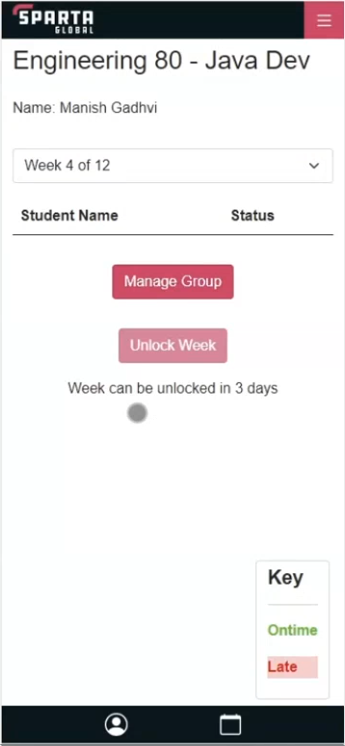 SPARTA
GLOBAL
Engineering 80 - Java Dev
Name: Manish Gadhvi
Week 4 of 12
Student Name Status
Manage Group
Unlock Week
Week can be unlocked in 3 days
Key
Ontime
Late